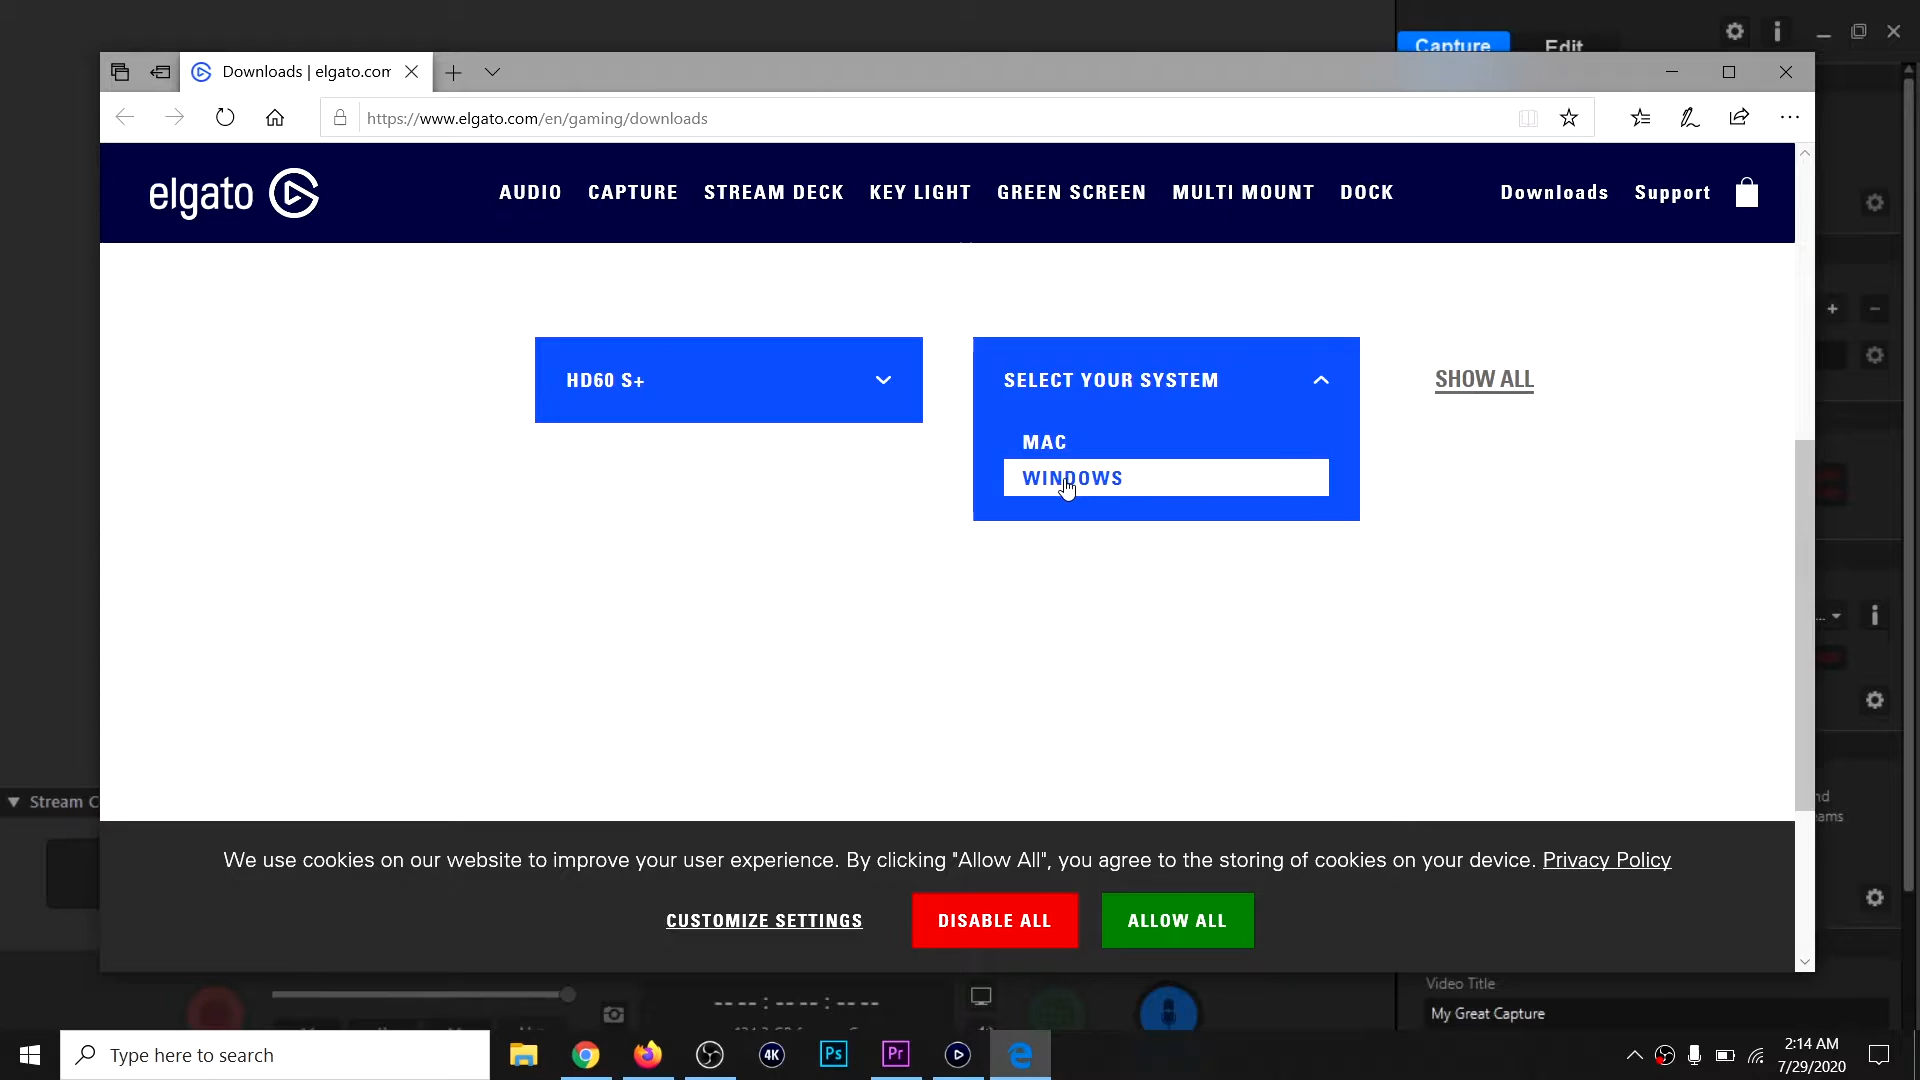 Capture
Edit
Downloads | elgato.com
https://www.elgato.com/en/gaming/downloads
elgato
AUDIO
CAPTURE
STREAM DECK
KEY LIGHT
GREEN SCREEN
MULTI MOUNT
DOCK
Downloads
Support
HD60 S+
SELECT YOUR SYSTEM
SHOW ALL
MAC
WINDOWS
Stream C
We use cookies on our website to improve your user experience. By clicking "Allow All", you agree to the storing of cookies on your device. Privacy Policy
CUSTOMIZE SETTINGS
DISABLE ALL
ALLOW ALL
-- -- : -- -- : -- --
Video Title
My Great Capture
Type here to search
4K
Ps
Pr
2:14 AM
7/29/2020